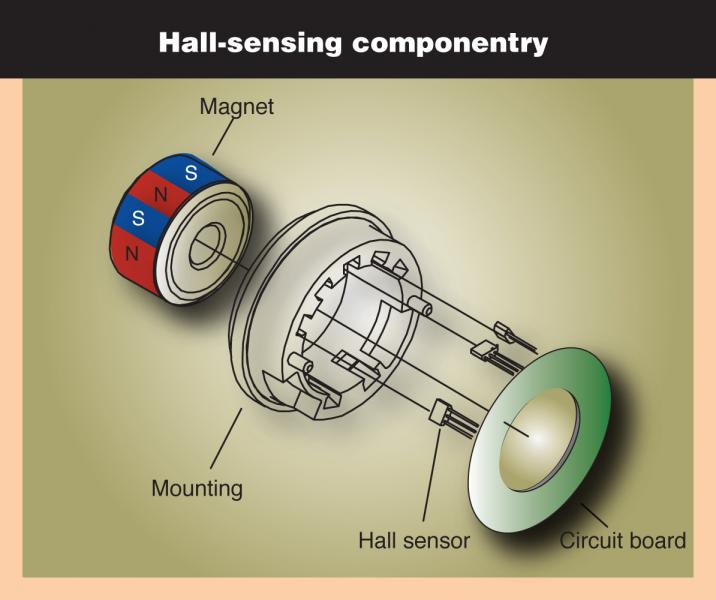 Hall-sensing componentry
Magnet
S
N
S
N
Mounting
Hall sensor
Circuit board